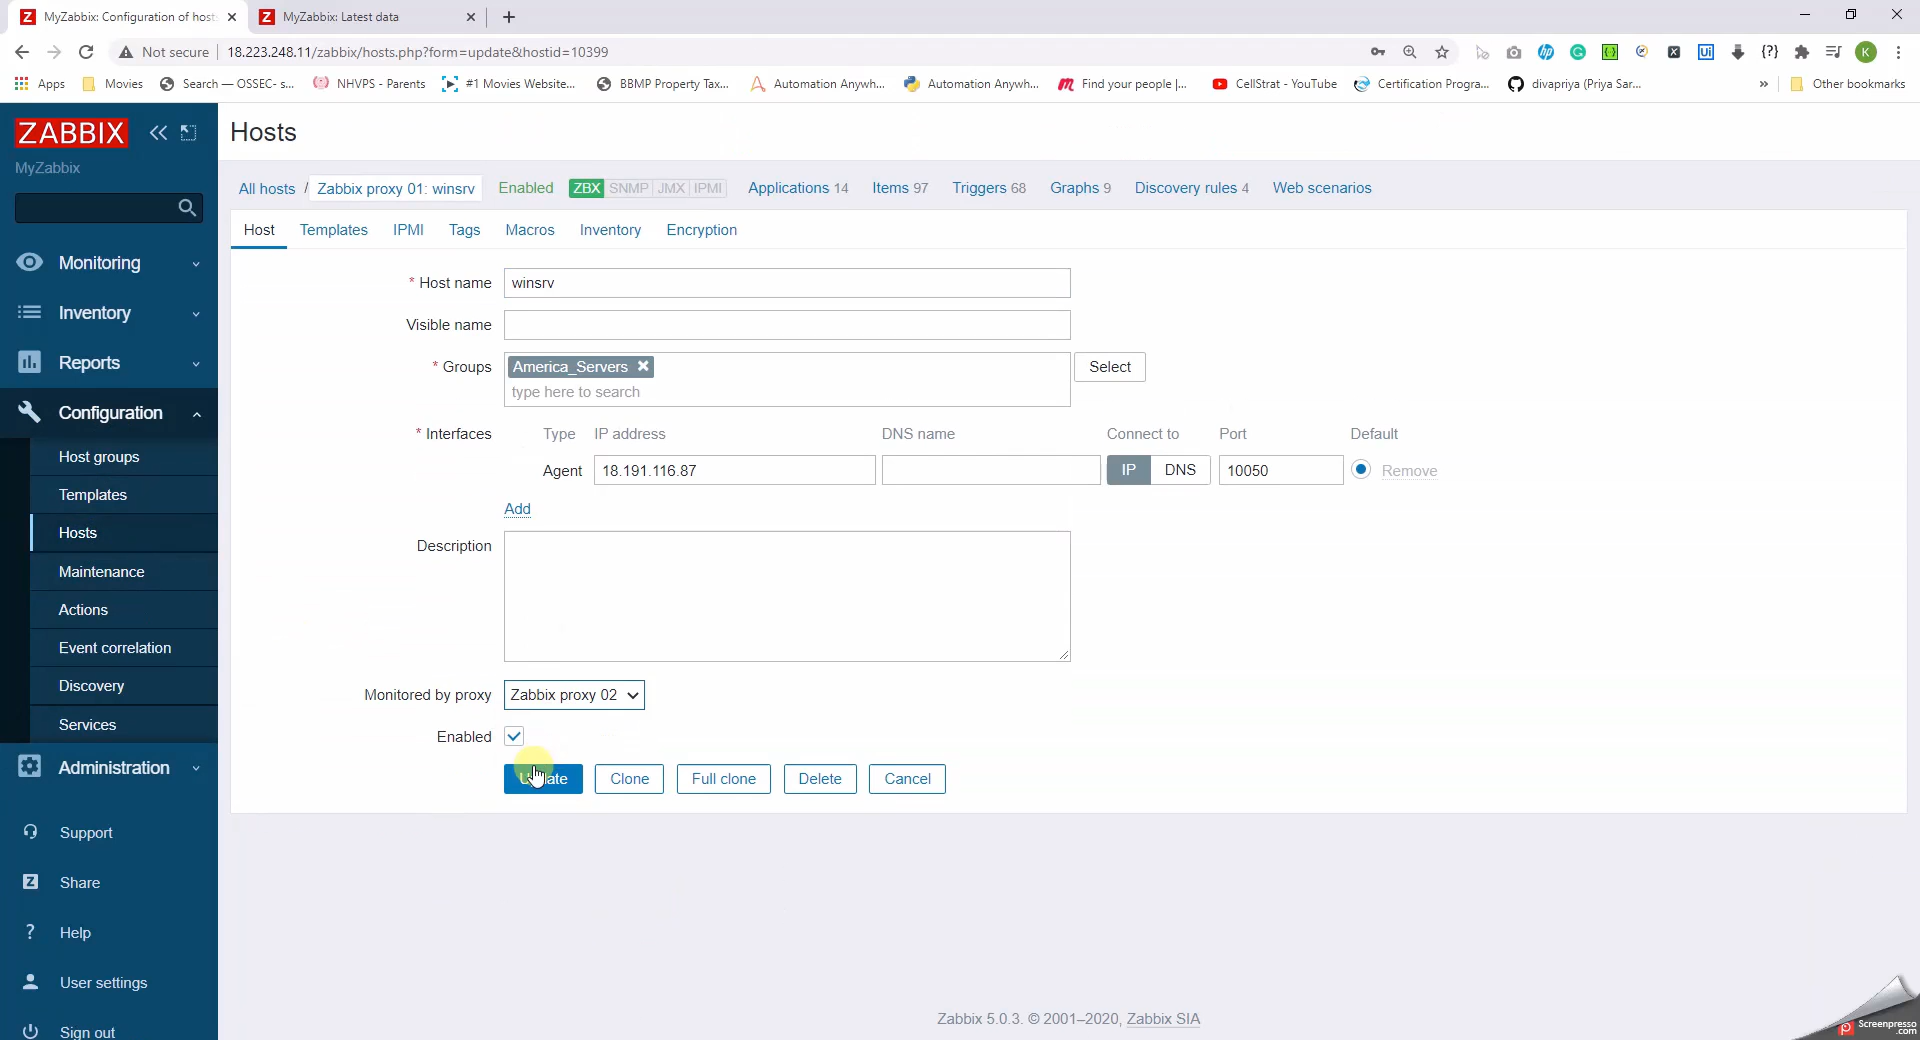 MyZabbix: Configuration of host
MyZabbix: Latest data
Not secure
18.223.248.11/zabbix/hosts.php?form=update&hostid=10399
Apps
Movies
Search — OSSEC- s...
NHVPS - Parents
#1 Movies Website...
BBMP Property Tax...
Automation Anywh...
Automation Anywh...
Find your people |...
CellStrat - YouTube
Certification Progra...
divapriya (Priya Sar...
»
Other bookmarks
ZABBIX
MyZabbix
Monitoring
Inventory
Reports
Configuration
Host groups
Templates
Hosts
Maintenance
Actions
Event correlation
Discovery
Services
Administration
Support
Share
Help
User settings
Sign out
Hosts
All hosts / Zabbix proxy 01: winsrv Enabled ZBX SNMP JMX IPMI Applications 14 Items 97 Triggers 68 Graphs 9 Discovery rules 4 Web scenarios
Host Templates IPMI Tags Macros Inventory Encryption
* Host name winsrv
Visible name
* Groups America_Servers Select
type here to search
* Interfaces Type IP address DNS name Connect to Port Default
Agent 18.191.116.87 IP DNS 10050 Remove
Add
Description
Monitored by proxy Zabbix proxy 02
Enabled
Update Clone Full clone Delete Cancel
Zabbix 5.0.3. © 2001–2020, Zabbix SIA
Screenpresso
.com